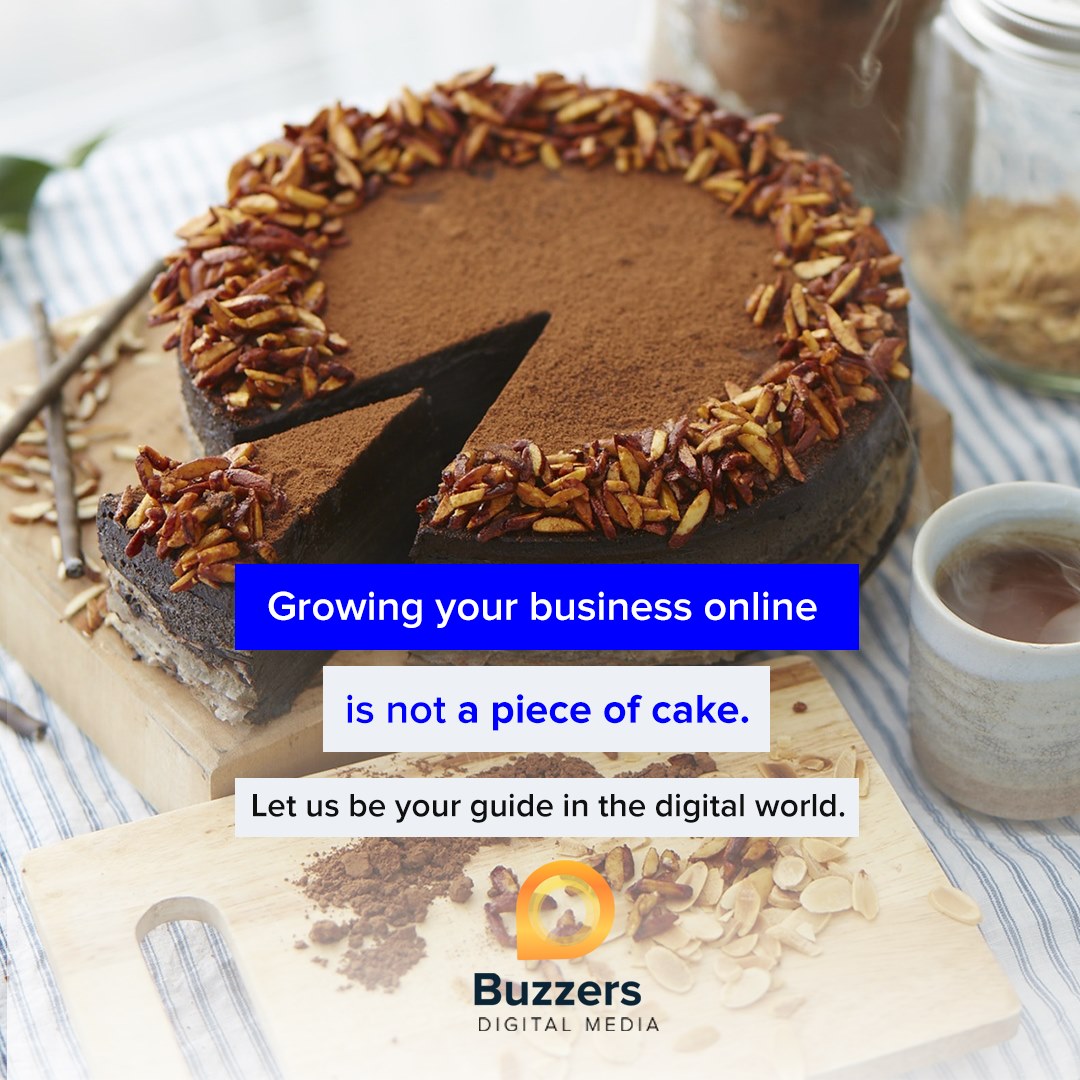 Growing your business online
is not a piece of cake.
Let us be your guide in the digital world.
Buzzers
DIGITAL MEDIA